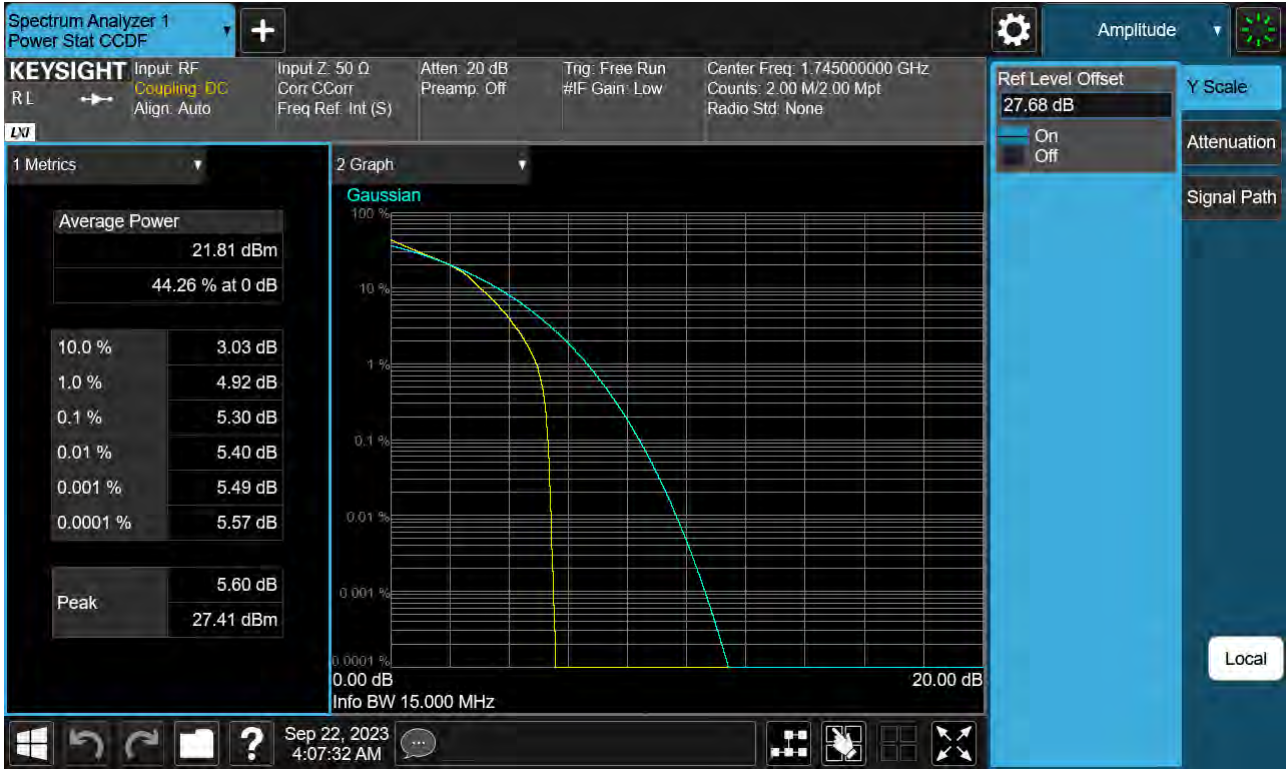 Spectrum Analyzer 1
Power Stat CCDF
Amplitude
KEYSIGHT
R L
LXI
Input: RF
Coupling: DC
Align: Auto
Input Z: 50 Ω
Corr CCorr
Freq Ref: Int (S)
Atten: 20 dB
Preamp: Off
Trig: Free Run
#IF Gain: Low
Center Freq: 1.745000000 GHz
Counts: 2.00 M/2.00 Mpt
Radio Std: None
Ref Level Offset
27.68 dB
On
Off
Y Scale
Attenuation
Signal Path
1 Metrics
Average Power
21.81 dBm
44.26 % at 0 dB
10.0 % 3.03 dB
1.0 % 4.92 dB
0.1 % 5.30 dB
0.01 % 5.40 dB
0.001 % 5.49 dB
0.0001 % 5.57 dB
Peak
5.60 dB
27.41 dBm
2 Graph
Gaussian
100 %
10 %
1 %
0.1 %
0.01 %
0.001 %
0.0001 %
0.00 dB 20.00 dB
Info BW 15.000 MHz
Local
?
Sep 22, 2023
4:07:32 AM